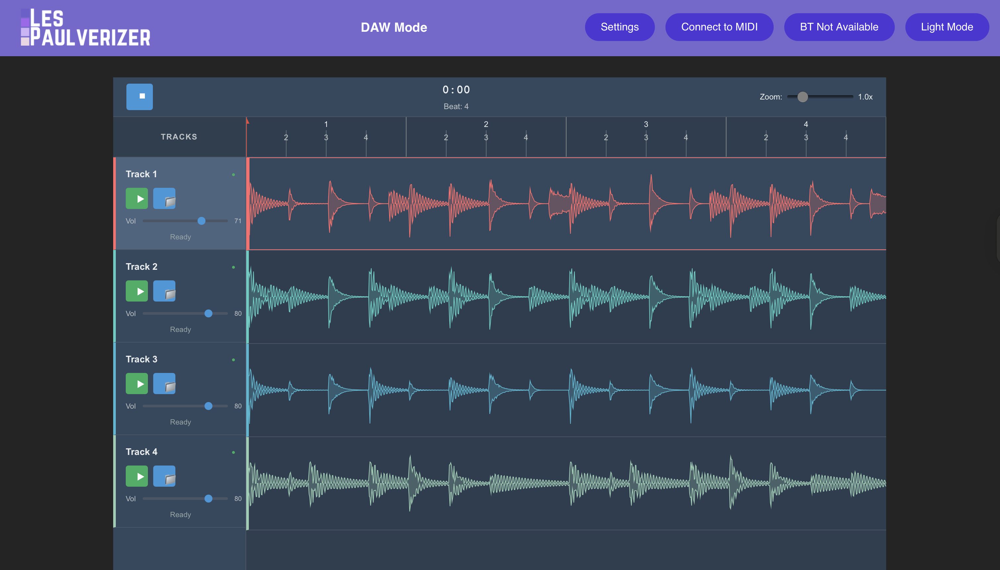 LES
PAULVERIZER
DAW Mode
Settings
Connect to MIDI
BT Not Available
Light Mode
0:00
Beat: 4
Zoom:
1.0x
TRACKS
1 2 3 4
2 3 4 2 3 4 2 3 4 2 3 4
Track 1
Vol 71
Ready
Track 2
Vol 80
Ready
Track 3
Vol 80
Ready
Track 4
Vol 80
Ready